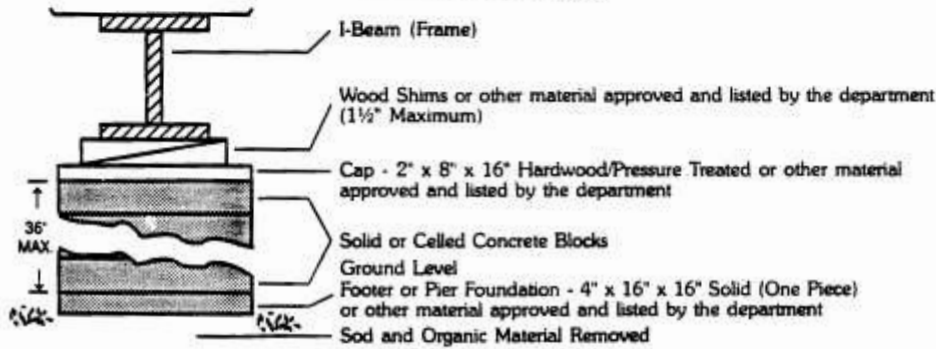 I-Beam (Frame)
Wood Shims or other material approved and listed by the department
(1½" Maximum)
Cap - 2" x 8" x 16" Hardwood/Pressure Treated or other material
approved and listed by the department
36"
MAX.
Solid or Celled Concrete Blocks
Ground Level
Footer or Pier Foundation - 4" x 16" x 16" Solid (One Piece)
or other material approved and listed by the department
Sod and Organic Material Removed